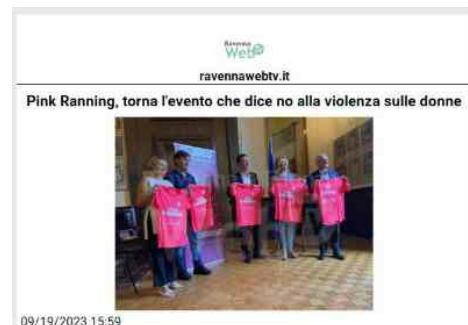 Ravenna
Web
ravennawebtv.it
Pink Ranning, torna l'evento che dice no alla violenza sulle donne
09/19/2023 15:59